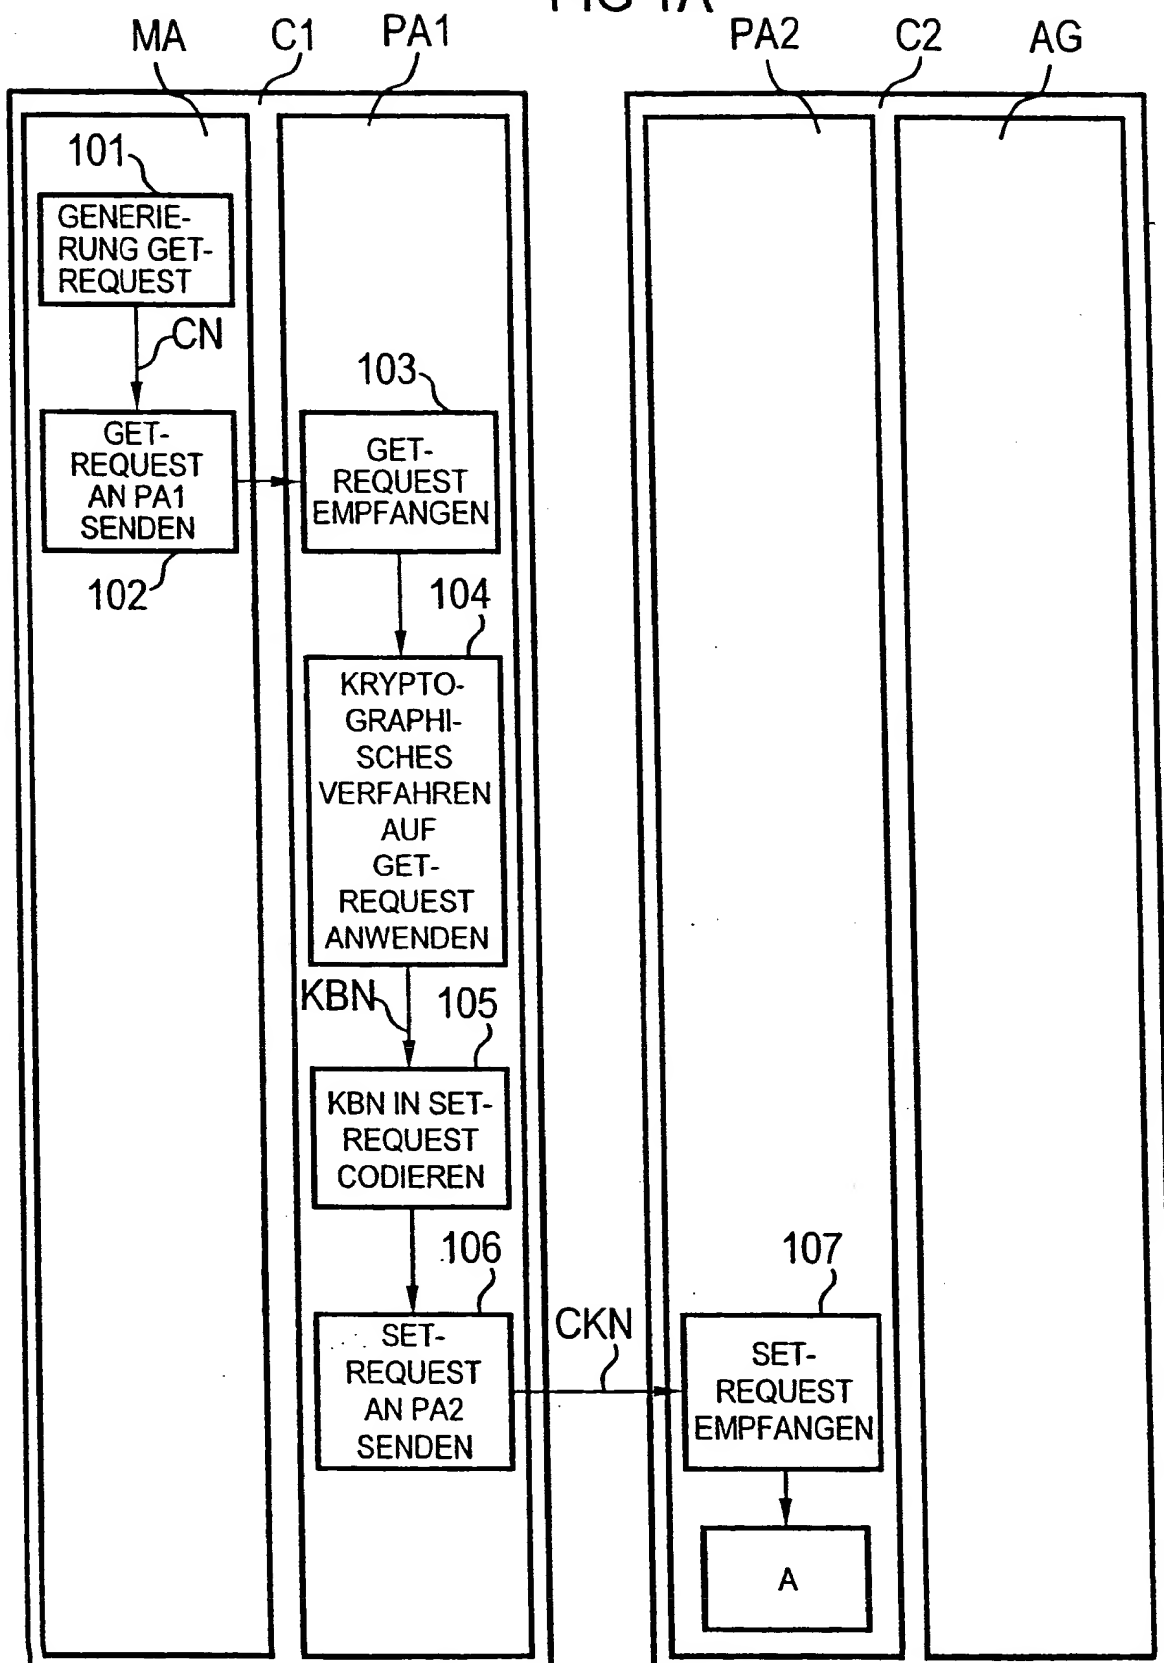 FIG 1A
MA
C1
PA1
PA2
C2
AG
101
GENERIE-
RUNG GET-
REQUEST
CN
GET-
REQUEST
AN PA1
SENDEN
102
103
GET-
REQUEST
EMPFANGEN
104
KRYPTO-
GRAPHI-
SCHES
VERFAHREN
AUF
GET-
REQUEST
ANWENDEN
KBN
105
KBN IN SET-
REQUEST
CODIEREN
106
SET-
REQUEST
AN PA2
SENDEN
CKN
107
SET-
REQUEST
EMPFANGEN
A